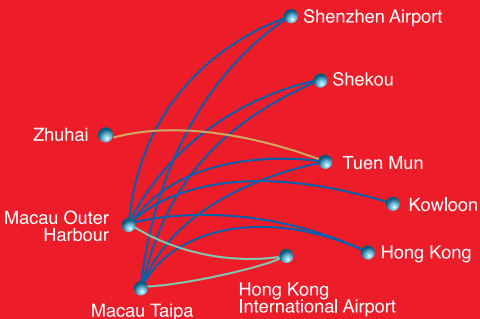 Shenzhen Airport
Shekou
Zhuhai
Tuen Mun
Kowloon
Macau Outer
Harbour
Hong Kong
Hong Kong
International Airport
Macau Taipa